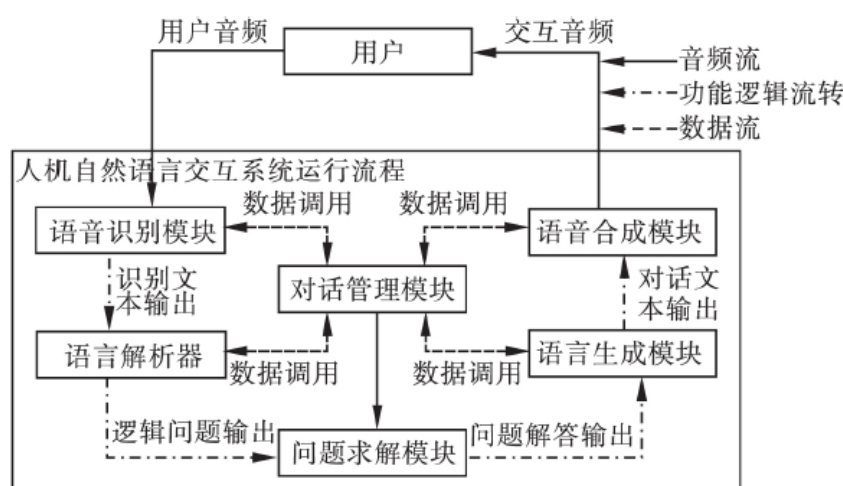 用户音频
用户
交互音频
音频流
功能逻辑流转
数据流
人机自然语言交互系统运行流程
数据调用
数据调用
语音识别模块
语音合成模块
识别文
本输出
对话管理模块
对话文
本输出
语言解析器
语言生成模块
数据调用
数据调用
逻辑问题输出
问题求解模块
问题解答输出